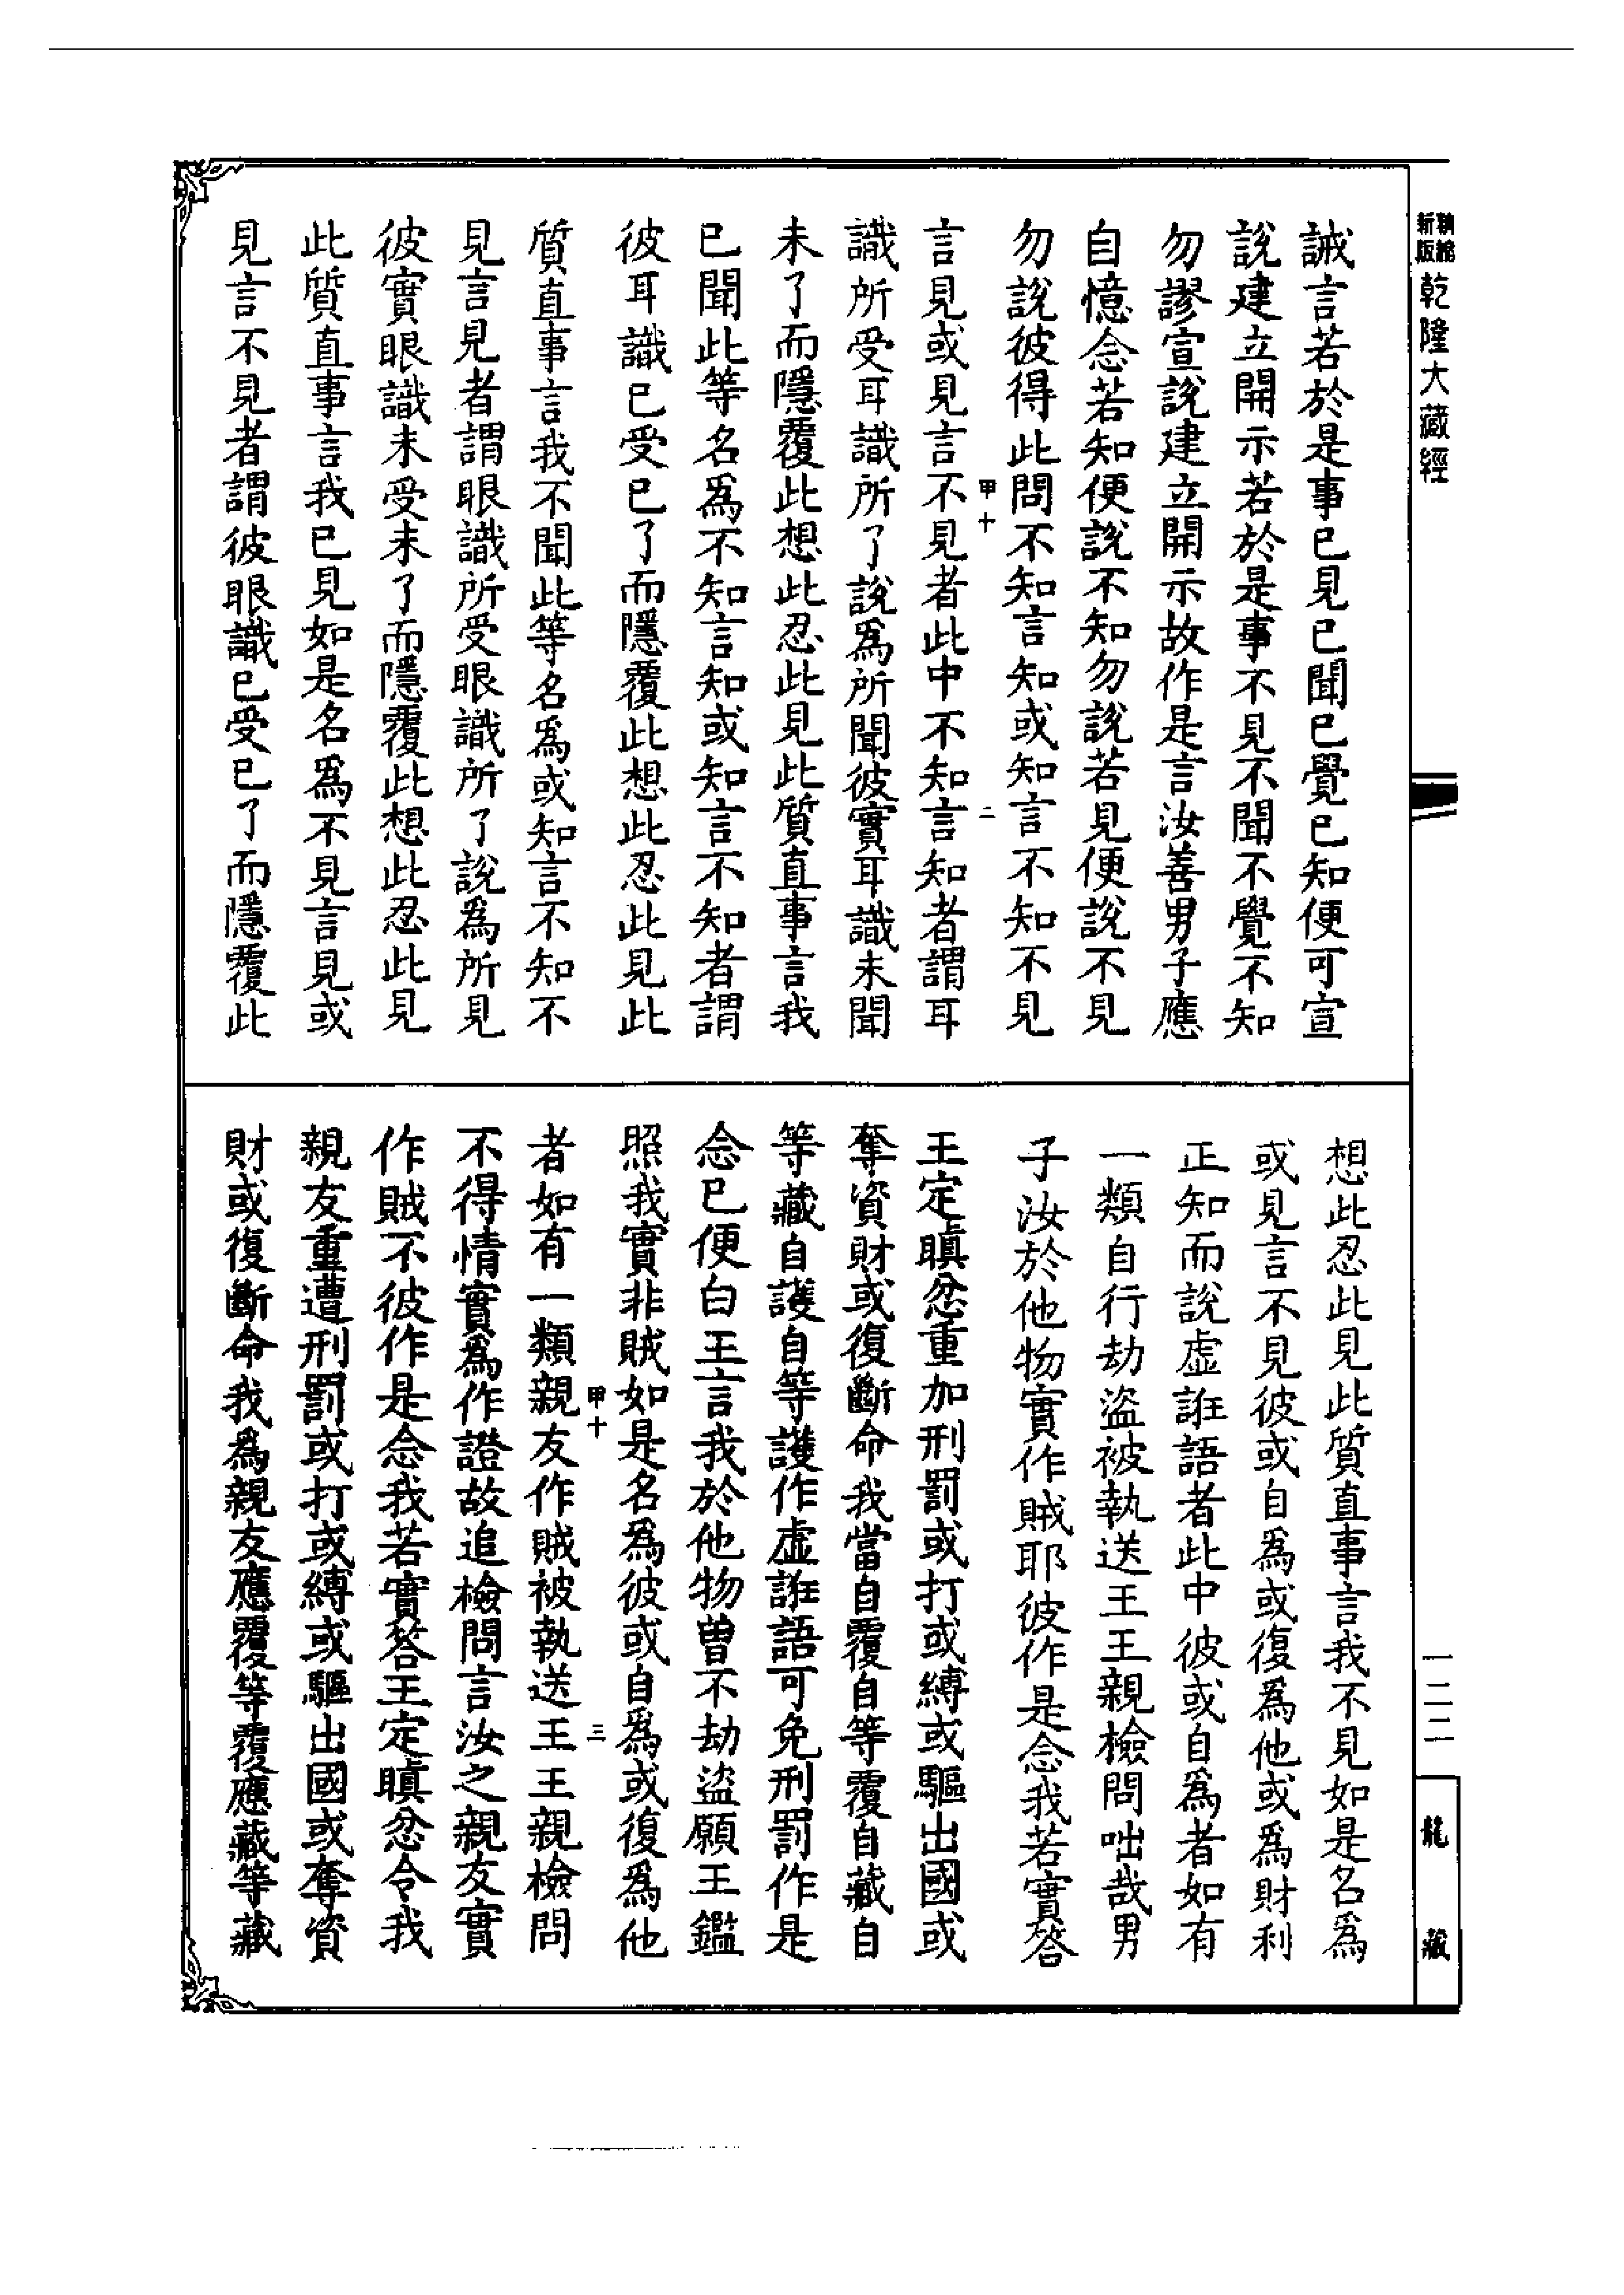 新版
精縮
乾隆大藏經
誡言若於是事已見已聞已覺已知便可宣
說建立開示若於是事不見不聞不覺不知
勿謬宣說建立開示故作是言汝善男子應
自憶念若知便說不知勿說若見便說不見
勿說彼得此問不知言知或知言不知不見
甲十
二
言見或見言不見者此中不知言知者謂耳
識所受耳識所了說為所聞彼實耳識未聞
未了而隱覆此想此忍此見此質直事言我
已聞此等名為不知言知或知言不知者謂
彼耳識已受已了而隱覆此想此忍此見此
質直事言我不聞此等名為或知言不知不
見言見者謂眼識所受眼識所了說為所見
彼實眼識未受未了而隱覆此想此忍此見
此質直事言我已見如是名為不見言見或
見言不見者謂彼眼識已受已了而隱覆此
想此忍此見此質直事言我不見如是名為
或見言不見彼或自為或復為他或為財利
正知而說虛誑語者此中彼或自為者如有
一類自行劫盜被執送王王親檢問咄哉男
子汝於他物實作賊耶彼作是念我若實答
王定瞋忿重加刑罰或打或縛或驅出國或
奪資財或復斷命我當自覆自等覆自藏自
等藏自護自等護作虛誑語可免刑罰作是
念已便白王言我於他物曾不劫盜願王鑑
照我實非賊如是名為彼或自為或復為他
甲十
三
者如有一類親友作賊被執送王王親檢問
不得情實為作證故追檢問言汝之親友實
作賊不彼作是念我若實答王定瞋忿令我
親友重遭刑罰或打或縛或驅出國或奪資
財或復斷命我為親友應覆等覆應藏等藏
一二二
龍藏